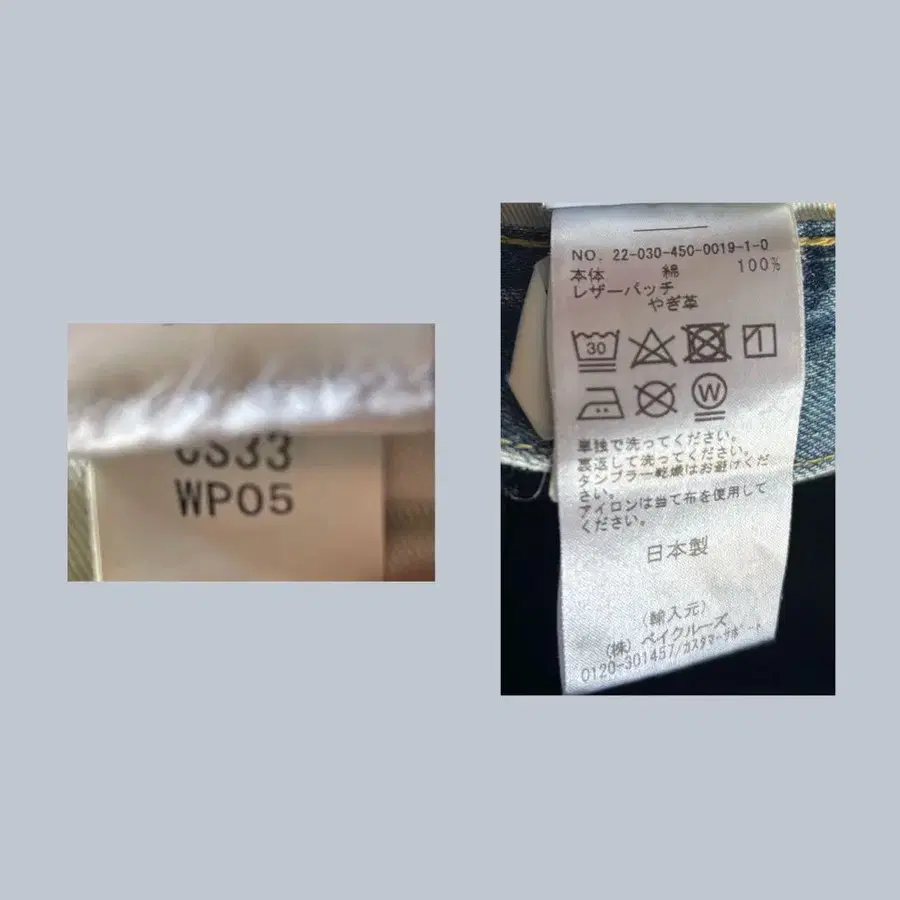 CS33
WP05
NO. 22-030-450-0019-1-0
本体 綿 100%
レザーパッチ
やぎ革
30
W
単独で洗ってください。
裏返して洗ってください。
タンブラー乾燥はお避けくだ
さい。
アイロンは当て布を使用して
ください。
日本製
(輸入元)
(株) ベイクルーズ
0120-301457/カスタマーサポート